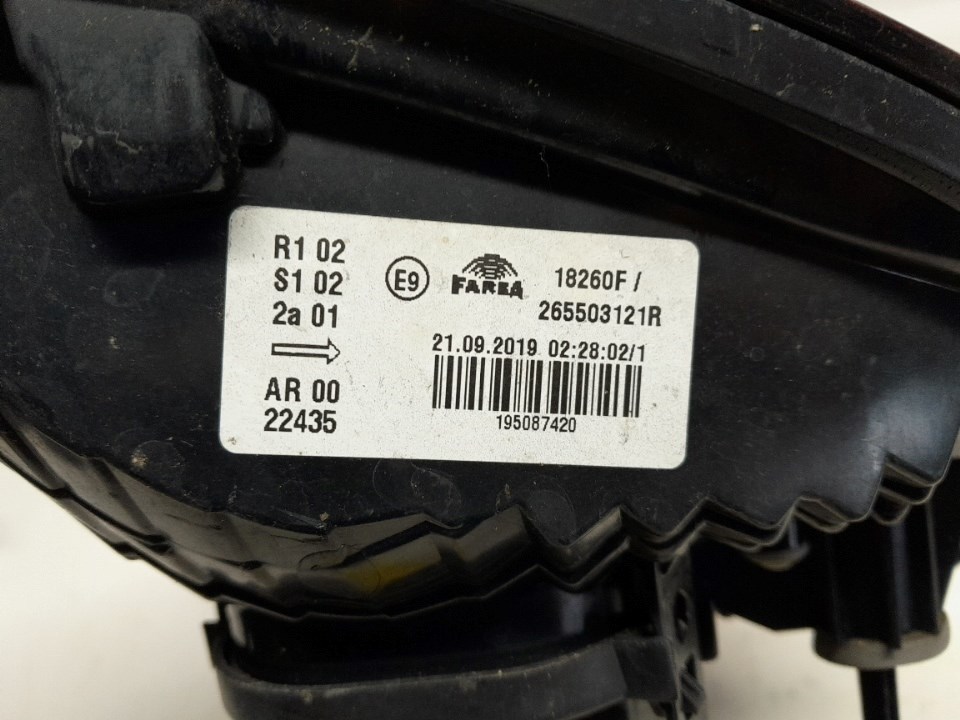 R1 02
S1 02
2a 01
AR 00
22435
E9
FARBA
18260F /
265503121R
21.09.2019 02:28:02/1
195087420